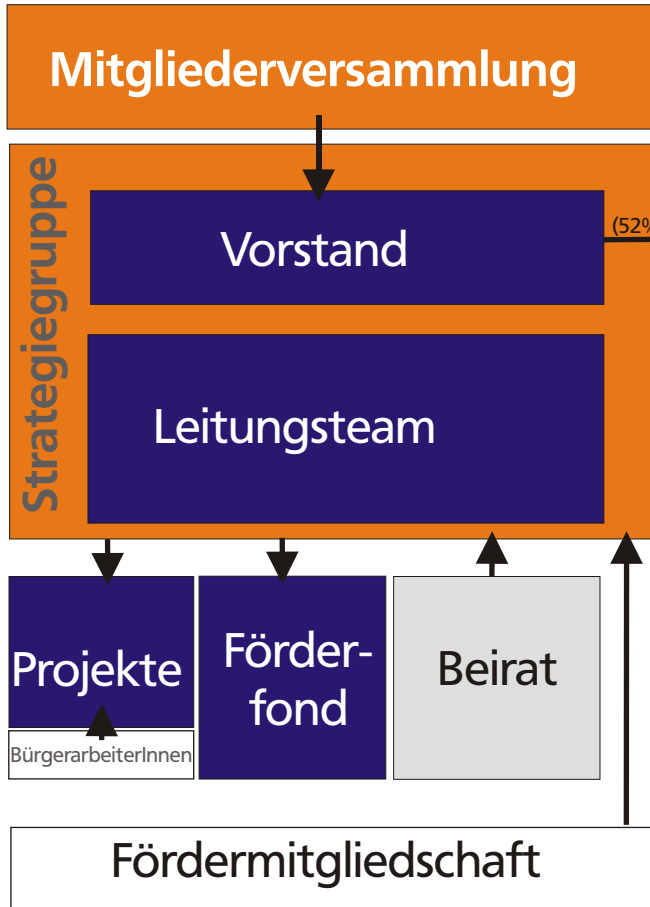 Mitgliederversammlung
Strategiegruppe
Vorstand
(52%
Leitungsteam
Projekte
Förder-
fond
Beirat
BürgerarbeiterInnen
Fördermitgliedschaft